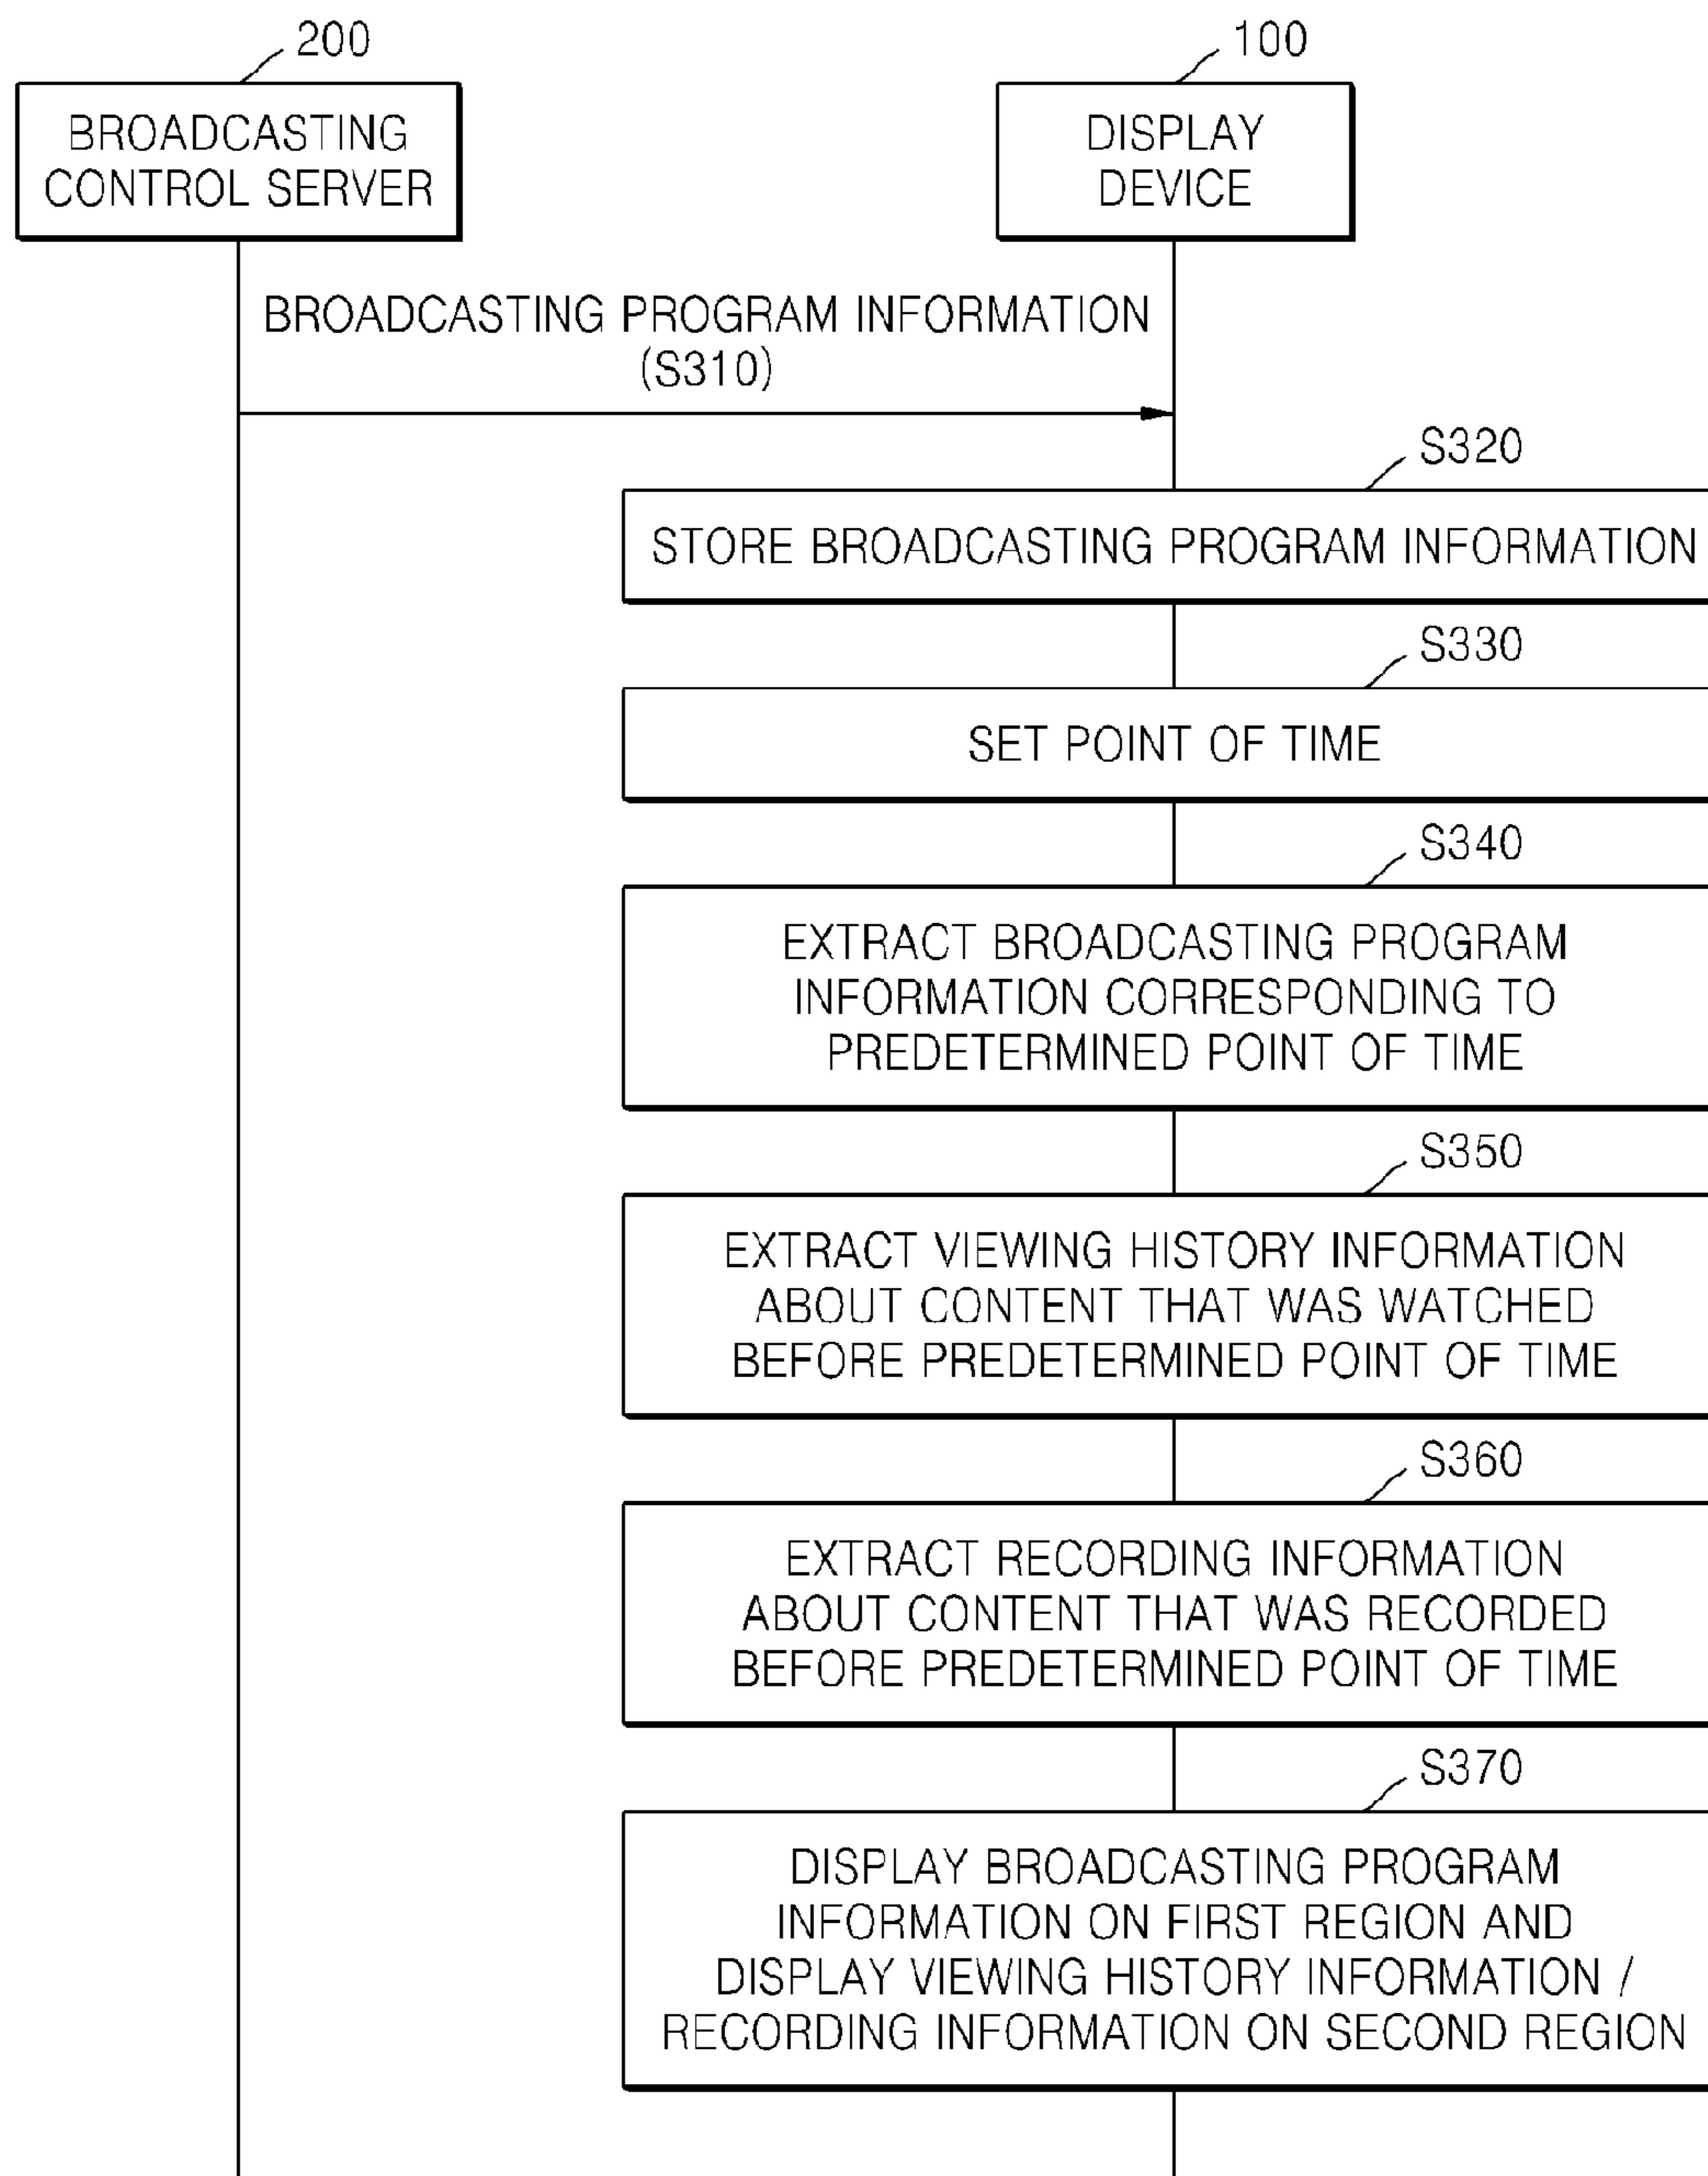 200
100
BROADCASTING
CONTROL SERVER
DISPLAY
DEVICE
BROADCASTING PROGRAM INFORMATION
(S310)
S320
STORE BROADCASTING PROGRAM INFORMATION
S330
SET POINT OF TIME
S340
EXTRACT BROADCASTING PROGRAM
INFORMATION CORRESPONDING TO
PREDETERMINED POINT OF TIME
S350
EXTRACT VIEWING HISTORY INFORMATION
ABOUT CONTENT THAT WAS WATCHED
BEFORE PREDETERMINED POINT OF TIME
S360
EXTRACT RECORDING INFORMATION
ABOUT CONTENT THAT WAS RECORDED
BEFORE PREDETERMINED POINT OF TIME
S370
DISPLAY BROADCASTING PROGRAM
INFORMATION ON FIRST REGION AND
DISPLAY VIEWING HISTORY INFORMATION /
RECORDING INFORMATION ON SECOND REGION